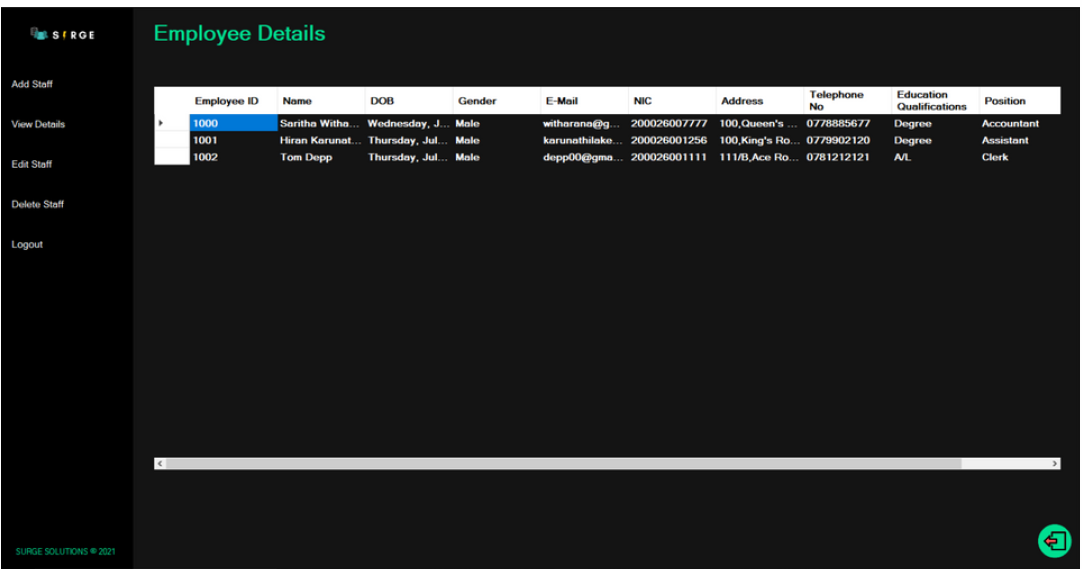 SURGE
Employee Details
Add Staff
View Details
Edit Staff
Delete Staff
Logout
Employee ID Name DOB Gender E-Mail NIC Address Telephone No Education Qualifications Position
1000 Saritha Witha... Wednesday, J... Male witharana@g... 200026007777 100,Queen's ... 0778885677 Degree Accountant
1001 Hiran Karunat... Thursday, Jul... Male karunathilake... 200026001256 100,King's Ro... 0779902120 Degree Assistant
1002 Tom Depp Thursday, Jul... Male depp00@gma... 200026001111 111/B,Ace Ro... 0781212121 A/L Clerk
SURGE SOLUTIONS © 2021